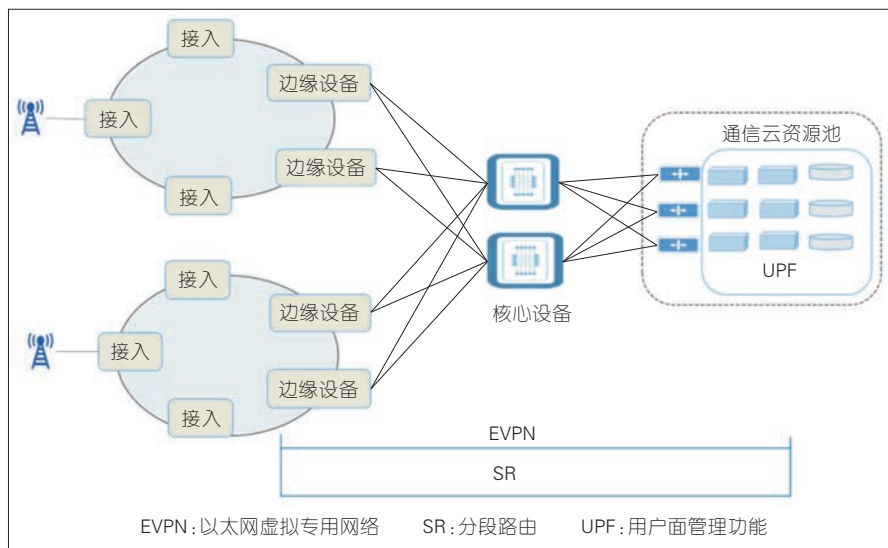 接入
边缘设备
接入
边缘设备
接入
接入
边缘设备
接入
边缘设备
接入
核心设备
通信云资源池
UPF
EVPN
SR
EVPN:以太网虚拟专用网络 SR:分段路由 UPF:用户面管理功能